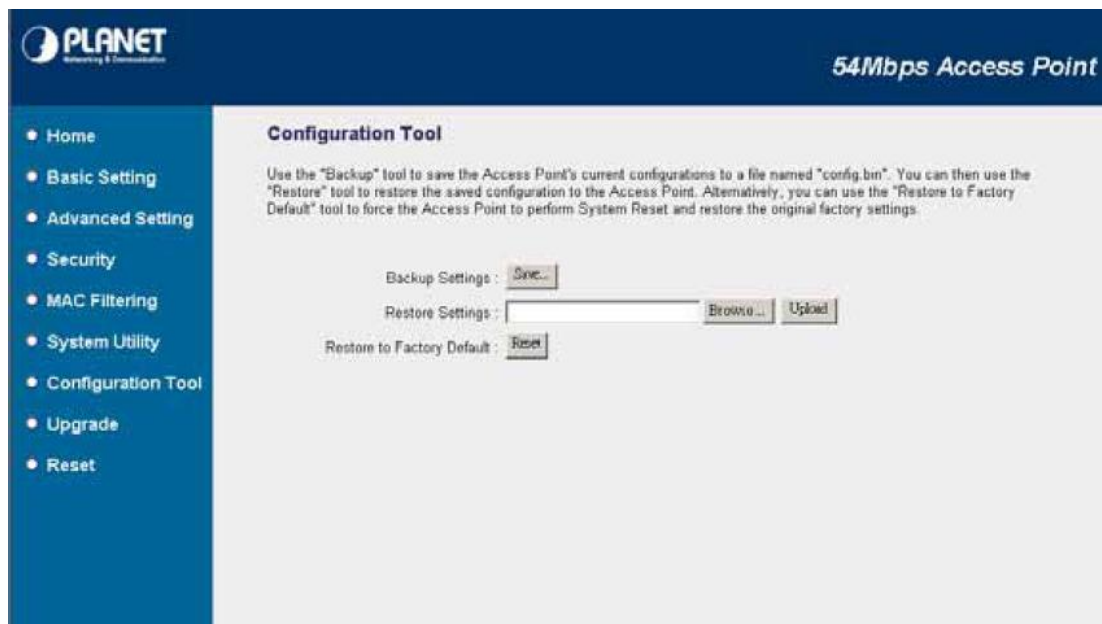 PLANET
Networking & Communication
54Mbps Access Point
Home
Basic Setting
Advanced Setting
Security
MAC Filtering
System Utility
Configuration Tool
Upgrade
Reset
Configuration Tool
Use the "Backup" tool to save the Access Point's current configurations to a file named "config.bin". You can then use the
"Restore" tool to restore the saved configuration to the Access Point. Alternatively, you can use the "Restore to Factory
Default" tool to force the Access Point to perform System Reset and restore the original factory settings.
Backup Settings : Save...
Restore Settings : Browse... Upload
Restore to Factory Default : Reset